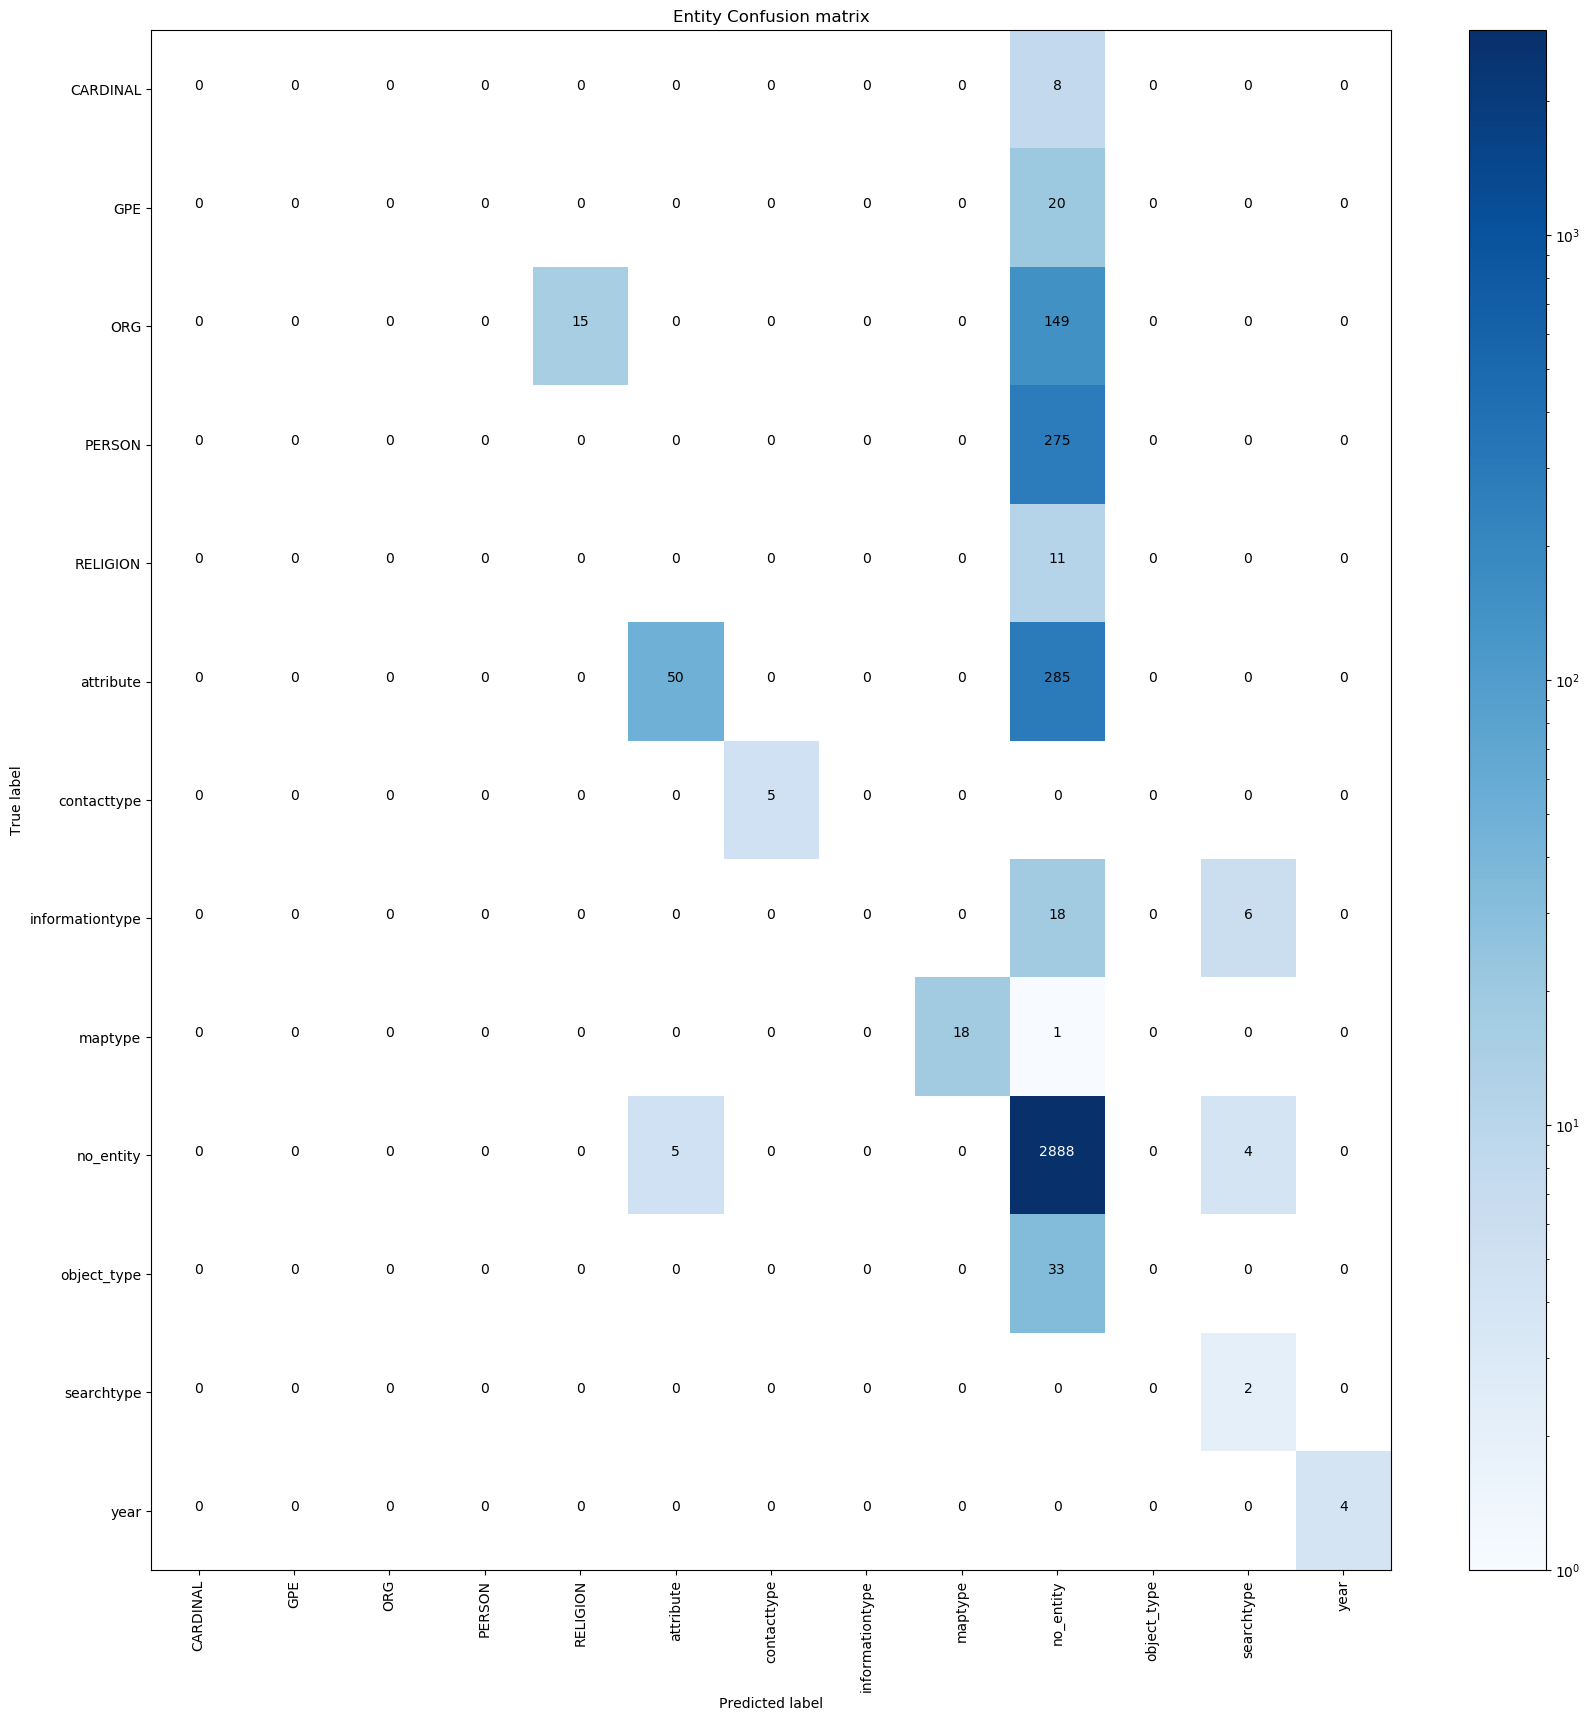 Entity Confusion matrix
CARDINAL 0 0 0 0 0 0 0 0 0 8 0 0 0
GPE 0 0 0 0 0 0 0 0 0 20 0 0 0
ORG 0 0 0 0 15 0 0 0 0 149 0 0 0
PERSON 0 0 0 0 0 0 0 0 0 275 0 0 0
RELIGION 0 0 0 0 0 0 0 0 0 11 0 0 0
attribute 0 0 0 0 0 50 0 0 0 285 0 0 0
contacttype 0 0 0 0 0 0 5 0 0 0 0 0 0
informationtype 0 0 0 0 0 0 0 0 0 18 0 6 0
maptype 0 0 0 0 0 0 0 0 18 1 0 0 0
no_entity 0 0 0 0 0 5 0 0 0 2888 0 4 0
object_type 0 0 0 0 0 0 0 0 0 33 0 0 0
searchtype 0 0 0 0 0 0 0 0 0 0 0 2 0
year 0 0 0 0 0 0 0 0 0 0 0 0 4
CARDINAL GPE ORG PERSON RELIGION attribute contacttype informationtype maptype no_entity object_type searchtype year
Predicted label
True label
10³
10²
10¹
10⁰